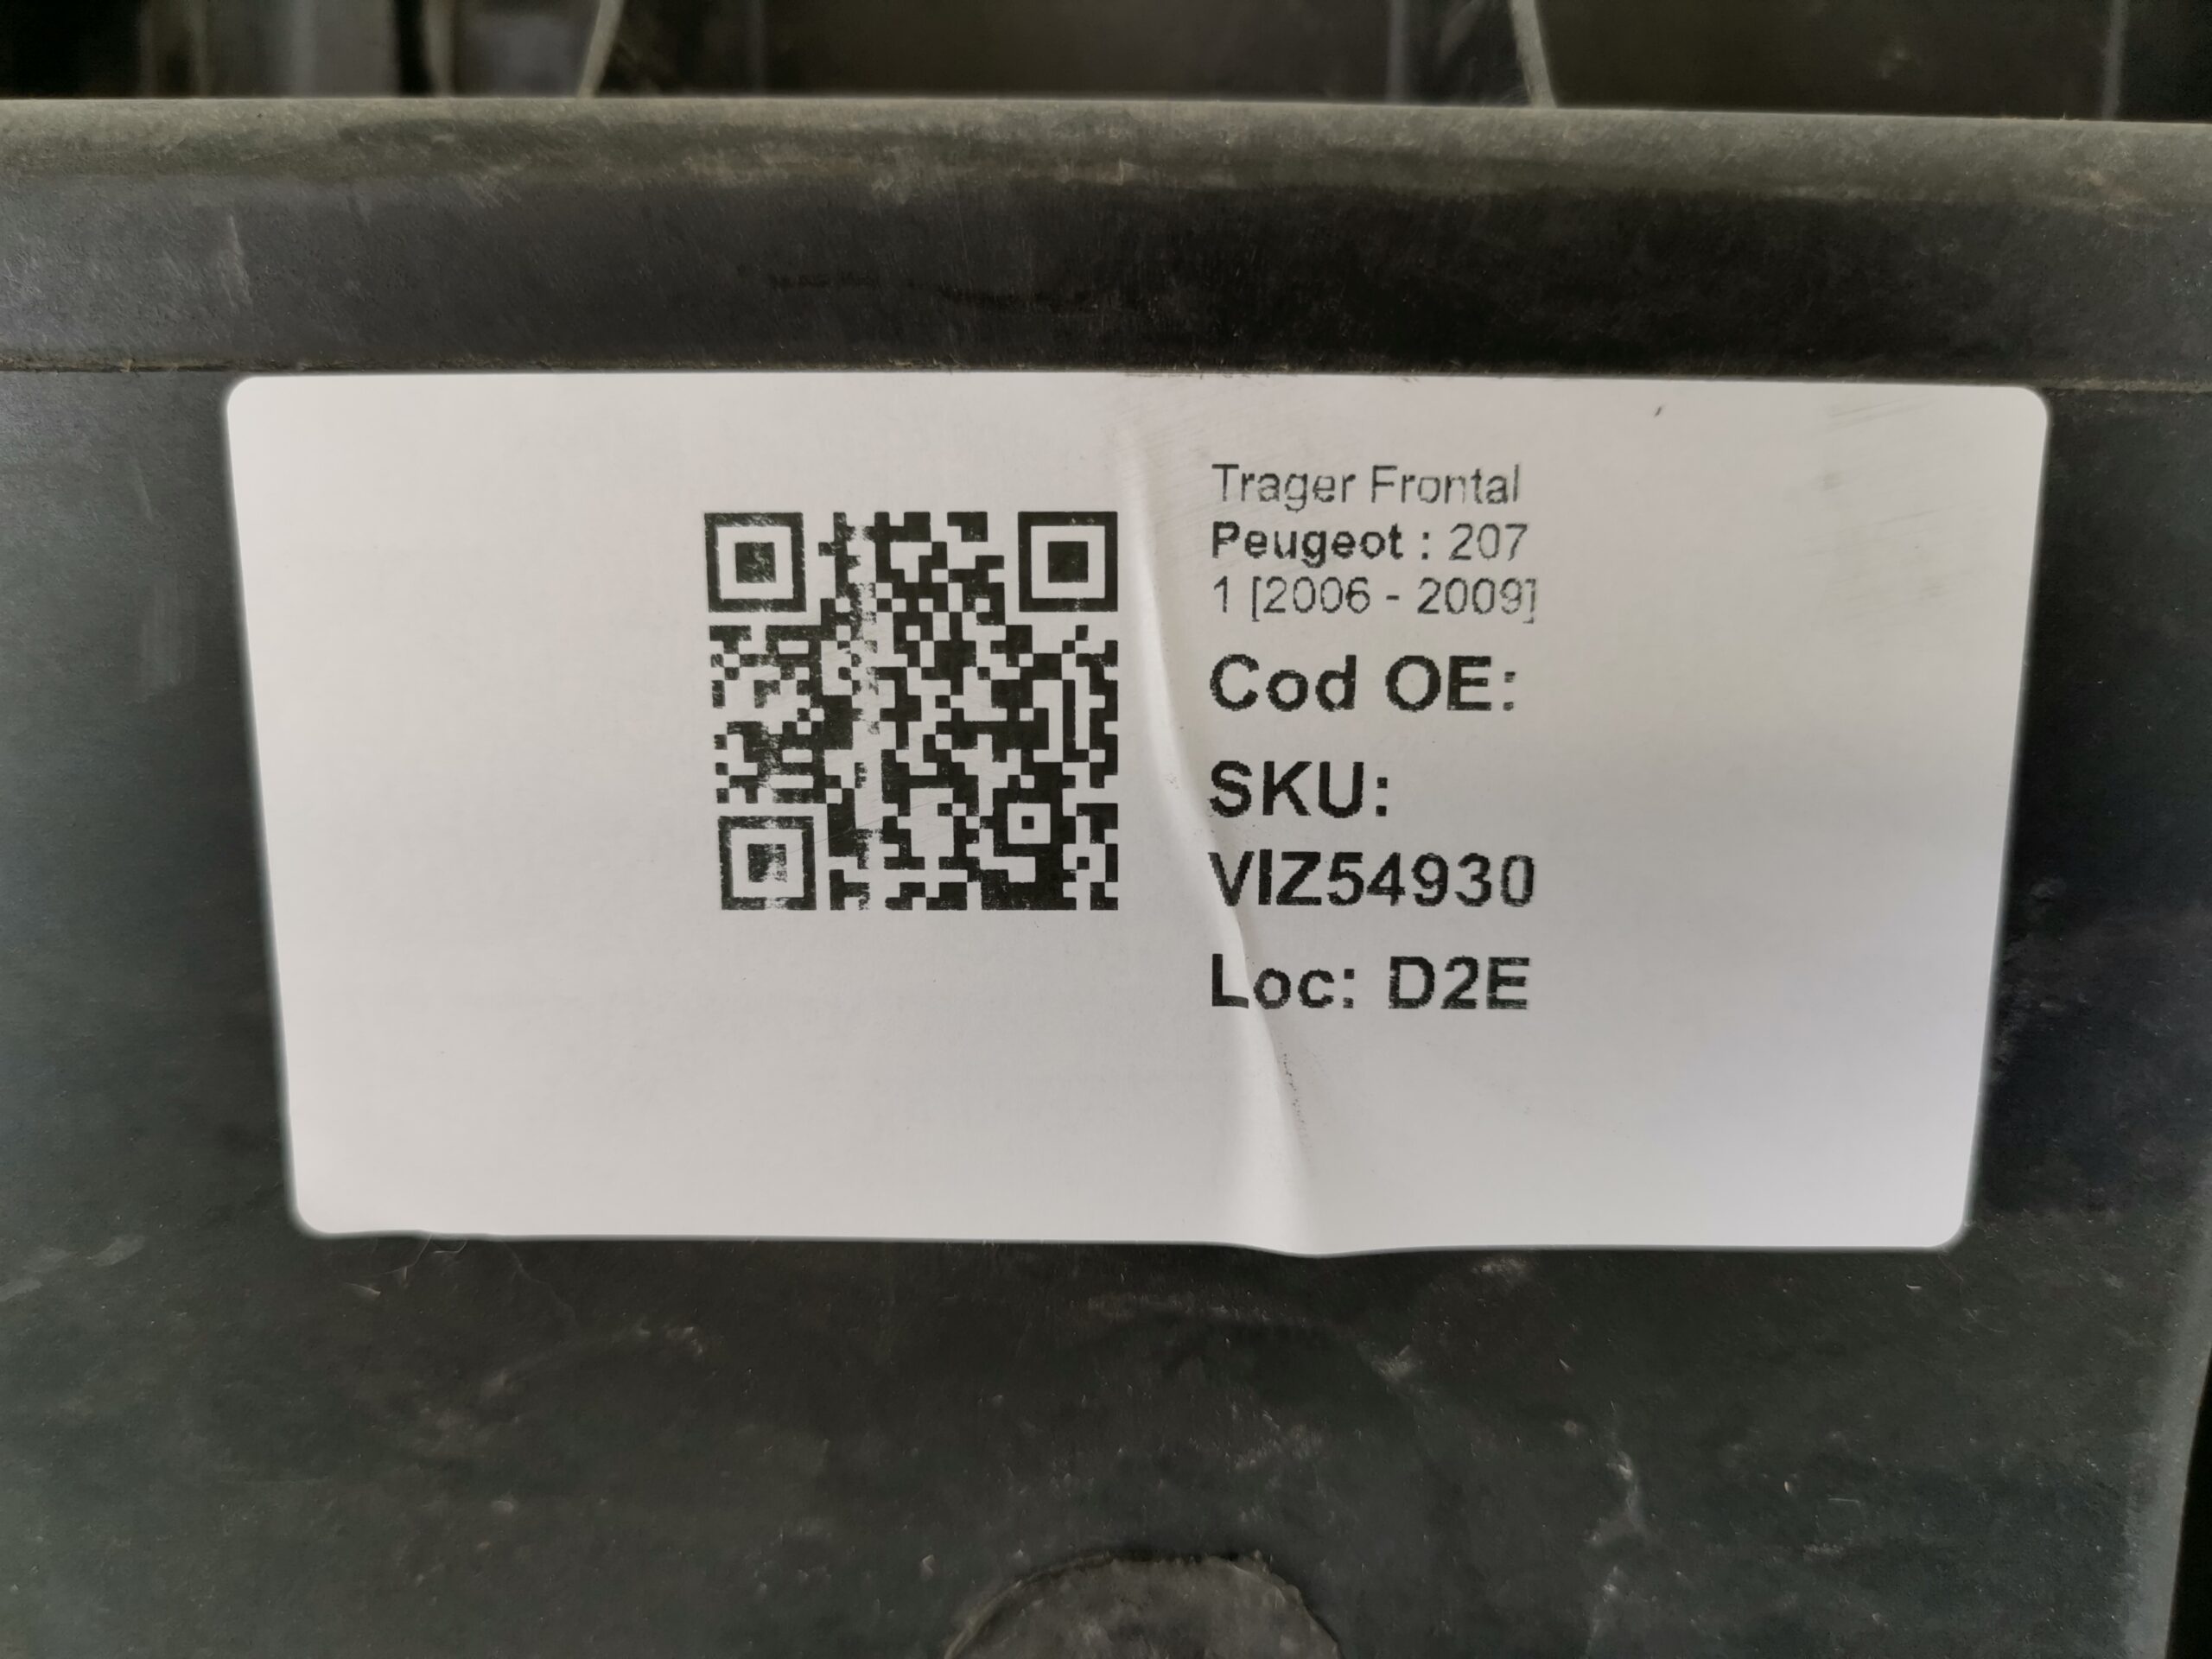 Trager Frontal
Peugeot : 207
1 [2006 - 2009]
Cod OE:
SKU:
VIZ54930
Loc: D2E